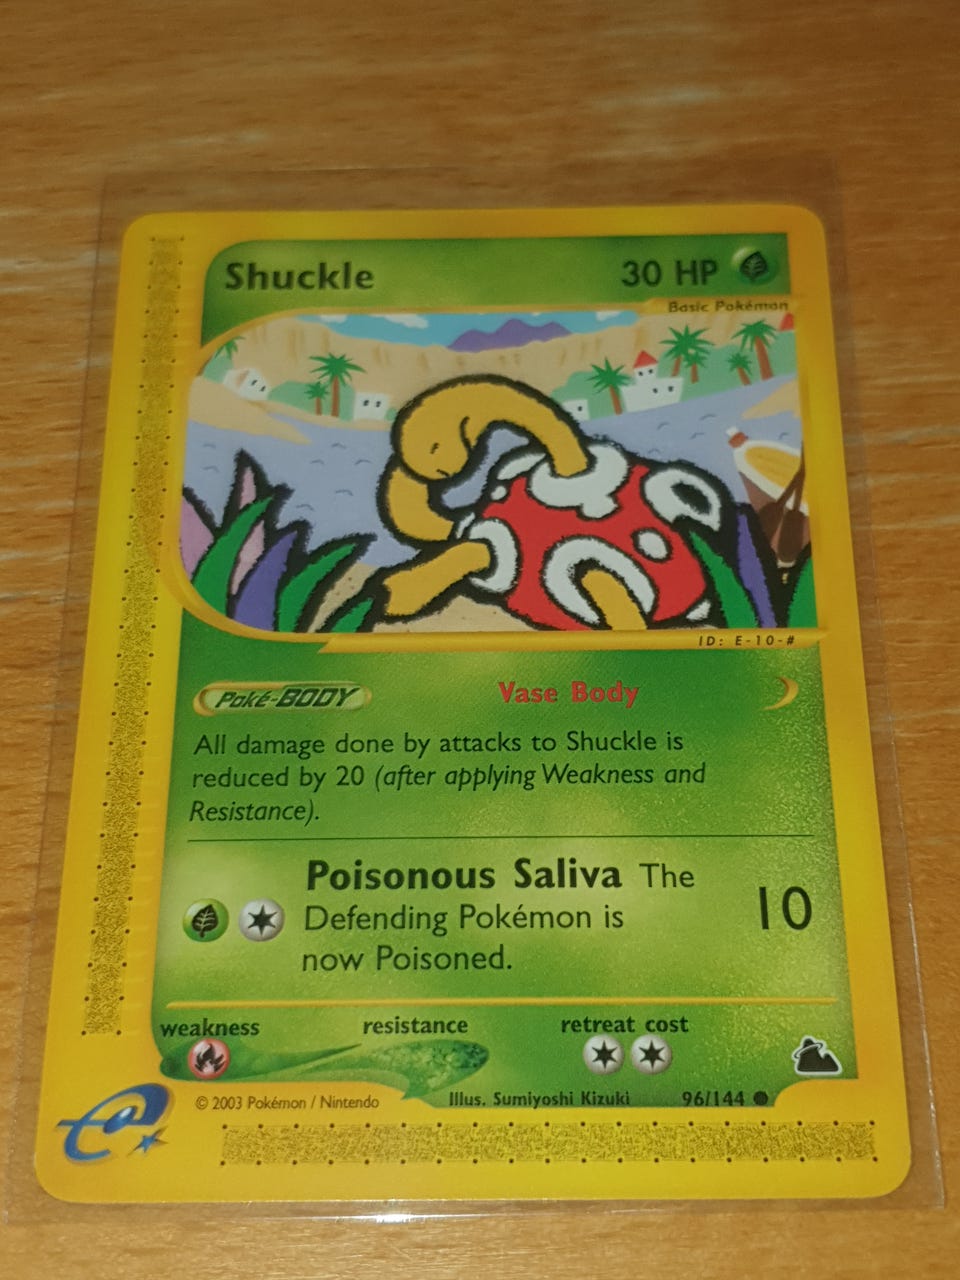 Shuckle 30 HP
Basic Pokémon
ID: E-10-#
Poké-BODY Vase Body
All damage done by attacks to Shuckle is
reduced by 20 (after applying Weakness and
Resistance).
Poisonous Saliva The
Defending Pokémon is
now Poisoned.
10
weakness resistance retreat cost
© 2003 Pokémon / Nintendo Illus. Sumiyoshi Kizuki 96/144
e